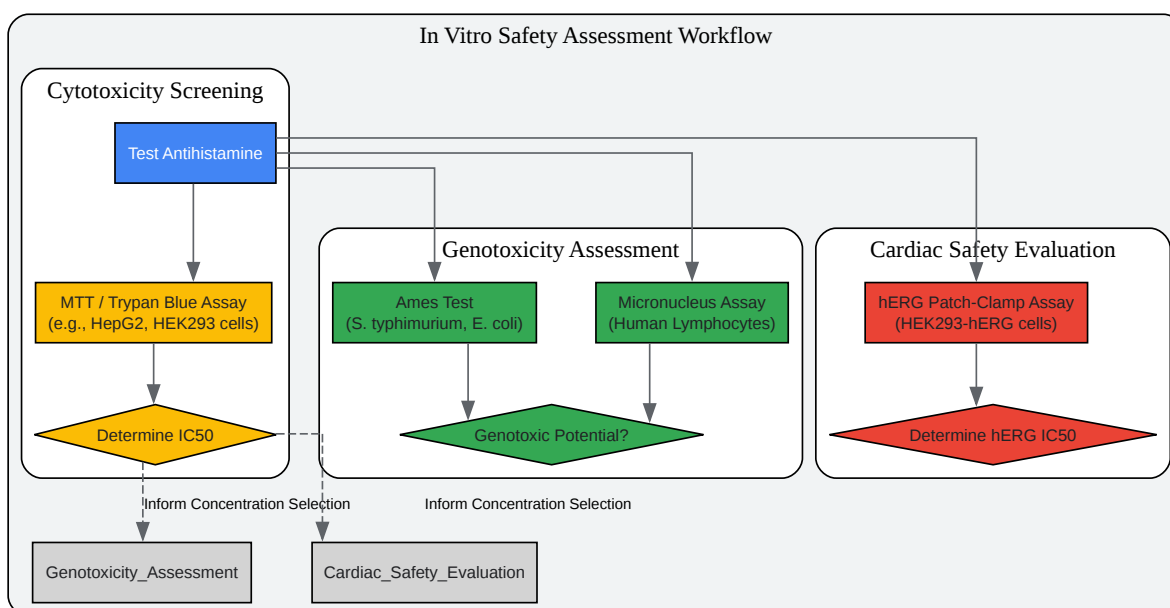 In Vitro Safety Assessment Workflow
Cytotoxicity Screening
Test Antihistamine
Genotoxicity Assessment
Cardiac Safety Evaluation
MTT / Trypan Blue Assay
(e.g., HepG2, HEK293 cells)
Ames Test
(S. typhimurium, E. coli)
Micronucleus Assay
(Human Lymphocytes)
hERG Patch-Clamp Assay
(HEK293-hERG cells)
Determine IC50
Genotoxic Potential?
Determine hERG IC50
Inform Concentration Selection
Inform Concentration Selection
Genotoxicity_Assessment
Cardiac_Safety_Evaluation